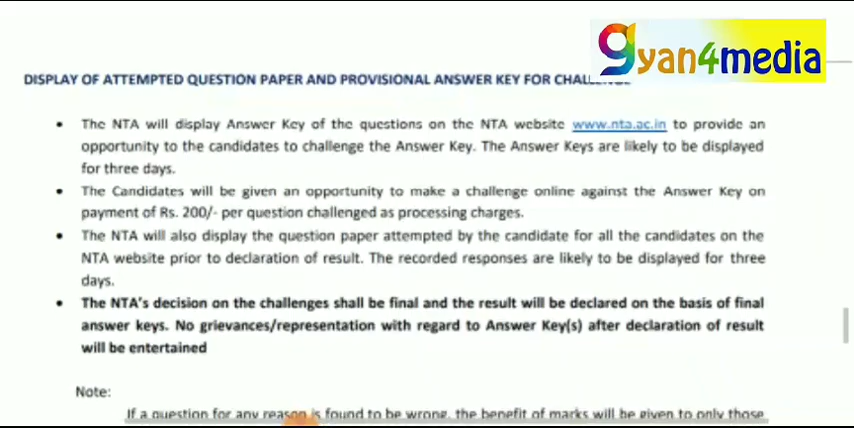 gyan4media
DISPLAY OF ATTEMPTED QUESTION PAPER AND PROVISIONAL ANSWER KEY FOR
• The NTA will display Answer Key of the questions on the NTA website www.nta.ac.in to provide an
opportunity to the candidates to challenge the Answer Key. The Answer Keys are likely to be displayed
for three days.
• The Candidates will be given an opportunity to make a challenge online against the Answer Key on
payment of Rs. 200/- per question challenged as processing charges.
• The NTA will also display the question paper attempted by the candidate for all the candidates on the
NTA website prior to declaration of result. The recorded responses are likely to be displayed for three
days.
• The NTA's decision on the challenges shall be final and the result will be declared on the basis of final
answer keys. No grievances/representation with regard to Answer Key(s) after declaration of result
will be entertained
Note:
If a question for any reason is found to be wrong, the benefit of marks will be given to only those